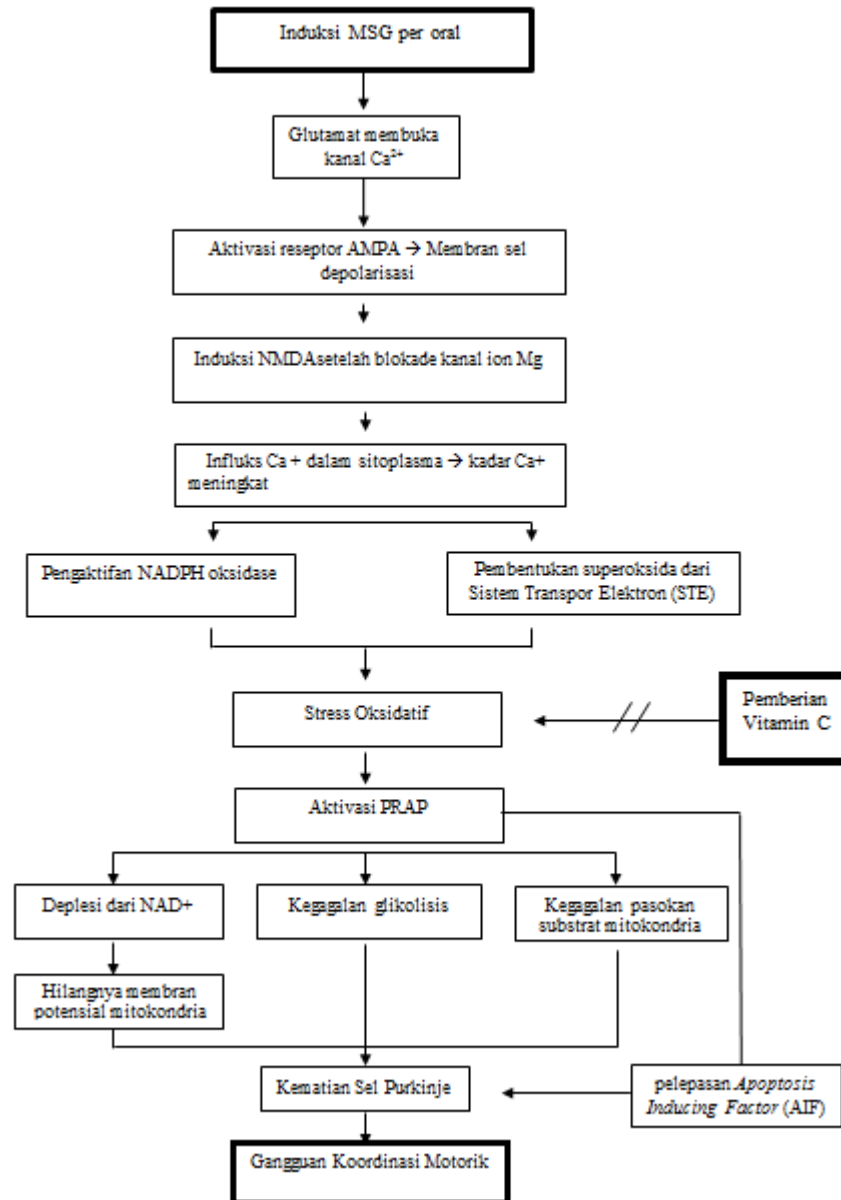 Induksi MSG per oral
Glutamat membuka
kanal Ca²⁺
Aktivasi reseptor AMPA → Membran sel
depolarisasi
Induksi NMDAsetelah blokade kanal ion Mg
Influks Ca + dalam sitoplasma → kadar Ca+
meningkat
Pengaktifan NADPH oksidase
Pembentukan superoksida dari
Sistem Transpor Elektron (STE)
Stress Oksidatif
Pemberian
Vitamin C
Aktivasi PRAP
Deplesi dari NAD+
Kegagalan glikolisis
Kegagalan pasokan
substrat mitokondria
Hilangnya membran
potensial mitokondria
Kematian Sel Purkinje
pelepasan Apoptosis
Inducing Factor (AIF)
Gangguan Koordinasi Motorik